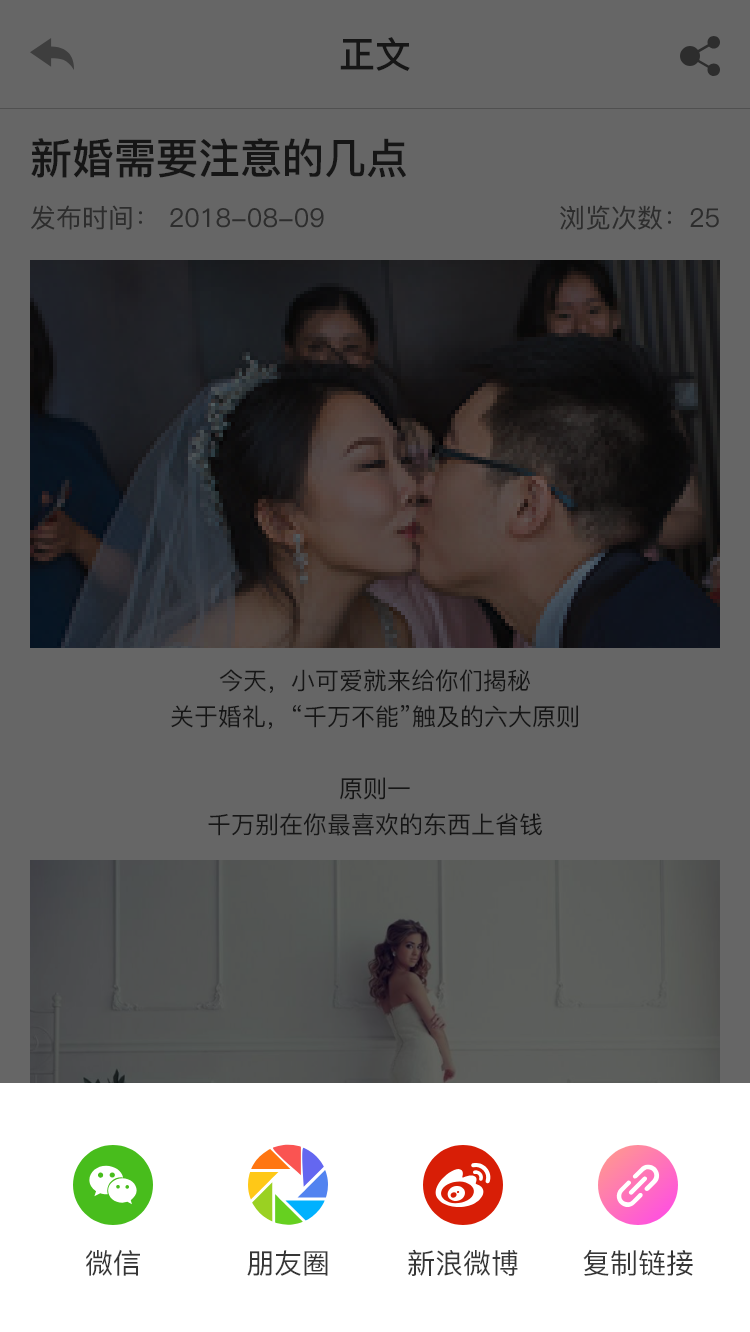 正文
新婚需要注意的几点
发布时间： 2018-08-09 浏览次数：25
今天，小可爱就来给你们揭秘
关于婚礼，“千万不能”触及的六大原则
原则一
千万别在你最喜欢的东西上省钱
微信 朋友圈 新浪微博 复制链接